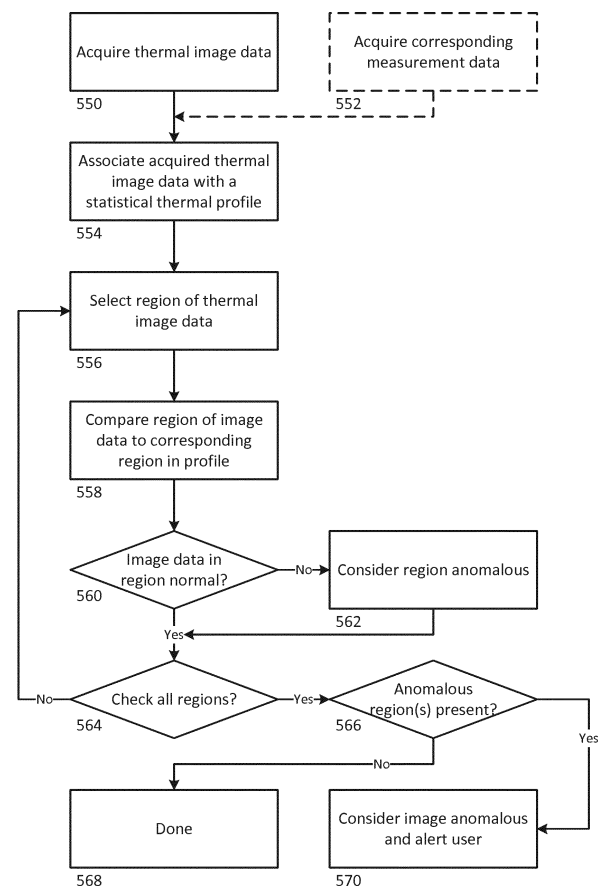 Acquire thermal image data
550
Acquire corresponding
measurement data
552
Associate acquired thermal
image data with a
statistical thermal profile
554
Select region of thermal
image data
556
Compare region of image
data to corresponding
region in profile
558
Image data in
region normal?
560
No
Consider region anomalous
562
Yes
Check all regions?
564
No
Yes
Anomalous
region(s) present?
566
Yes
No
Done
568
Consider image anomalous
and alert user
570